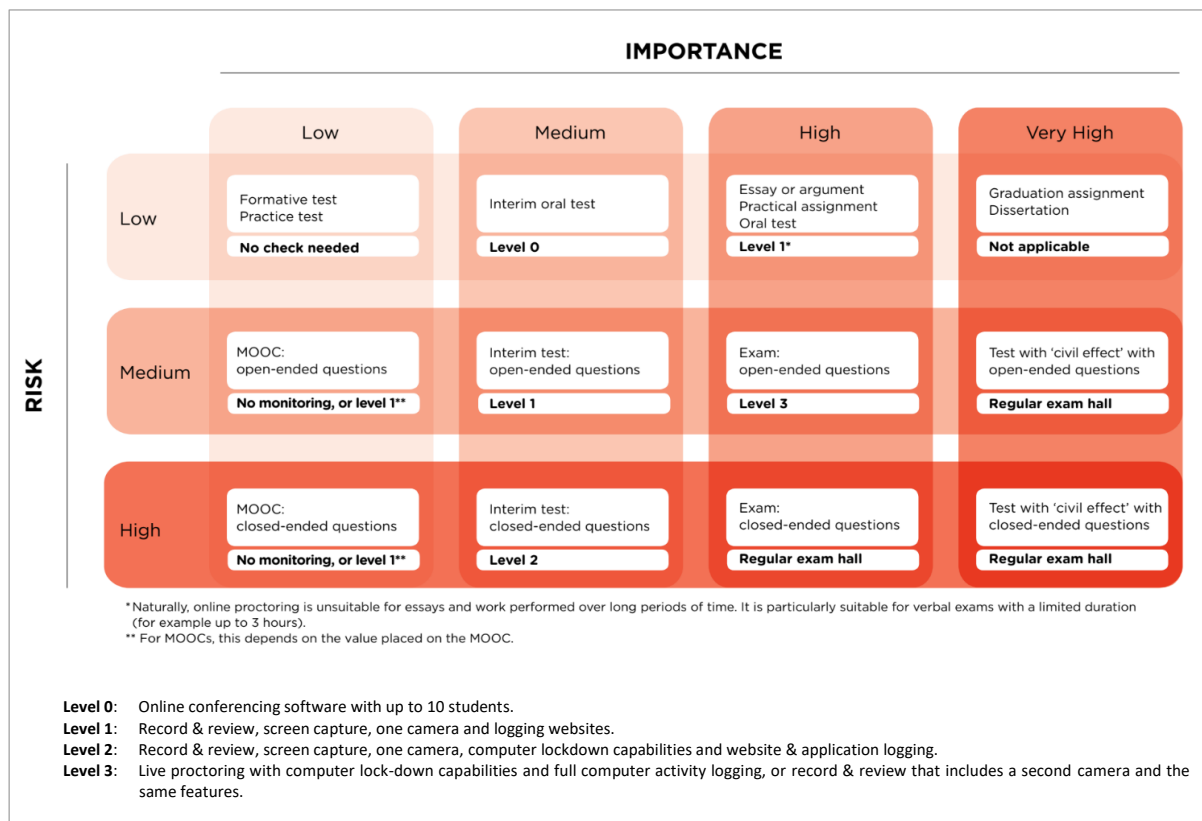 IMPORTANCE
Low
Medium
High
Very High
RISK
Low
Formative test
Practice test
No check needed
Interim oral test
Level 0
Essay or argument
Practical assignment
Oral test
Level 1*
Graduation assignment
Dissertation
Not applicable
Medium
MOOC:
open-ended questions
No monitoring, or level 1**
Interim test:
open-ended questions
Level 1
Exam:
open-ended questions
Level 3
Test with ‘civil effect’ with
open-ended questions
Regular exam hall
High
MOOC:
closed-ended questions
No monitoring, or level 1**
Interim test:
closed-ended questions
Level 2
Exam:
closed-ended questions
Regular exam hall
Test with ‘civil effect’ with
closed-ended questions
Regular exam hall
* Naturally, online proctoring is unsuitable for essays and work performed over long periods of time. It is particularly suitable for verbal exams with a limited duration
(for example up to 3 hours).
** For MOOCs, this depends on the value placed on the MOOC.
Level 0: Online conferencing software with up to 10 students.
Level 1: Record & review, screen capture, one camera and logging websites.
Level 2: Record & review, screen capture, one camera, computer lockdown capabilities and website & application logging.
Level 3: Live proctoring with computer lock-down capabilities and full computer activity logging, or record & review that includes a second camera and the
same features.